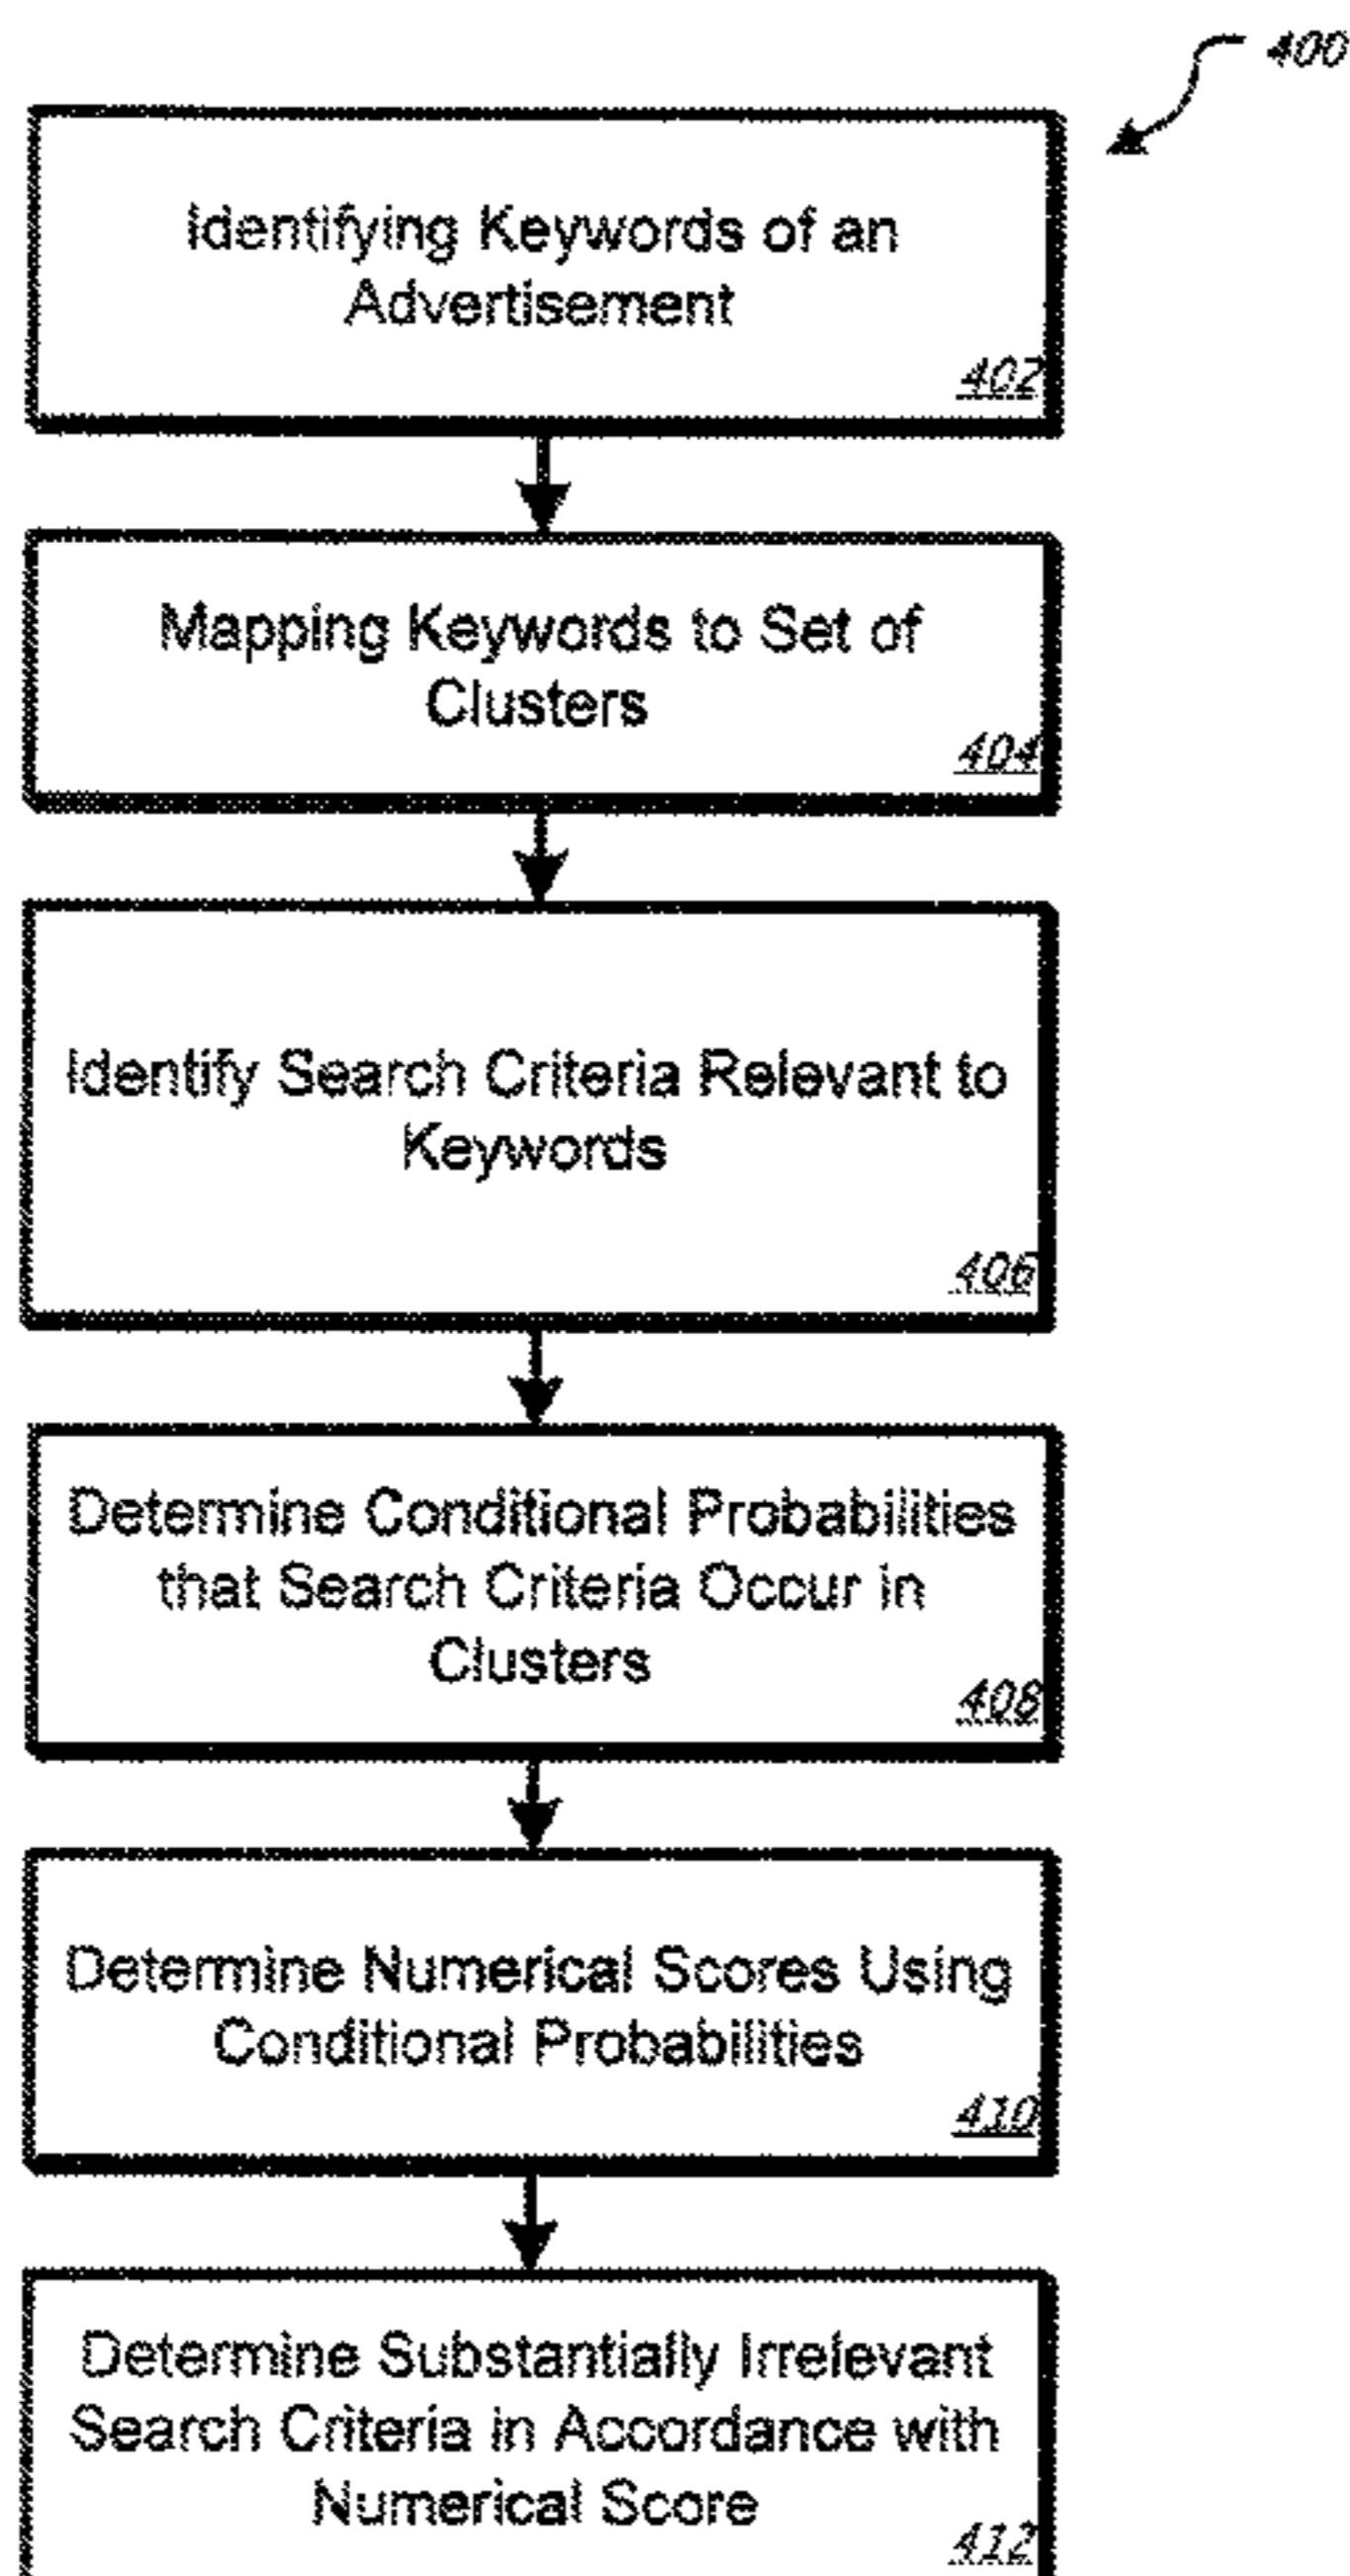 400
Identifying Keywords of an
Advertisement
402
Mapping Keywords to Set of
Clusters
404
Identify Search Criteria Relevant to
Keywords
406
Determine Conditional Probabilities
that Search Criteria Occur in
Clusters
408
Determine Numerical Scores Using
Conditional Probabilities
410
Determine Substantially Irrelevant
Search Criteria in Accordance with
Numerical Score
412